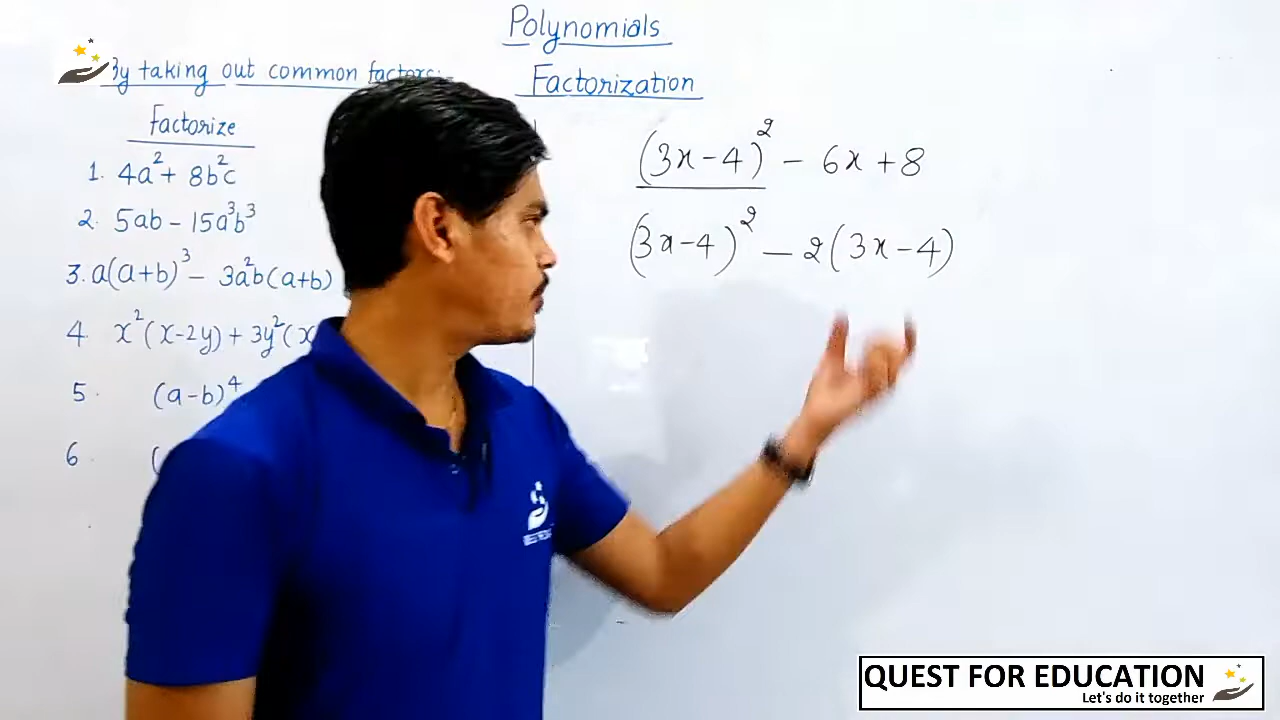 Polynomials
By taking out common factors:-
Factorization
Factorize
1. 4a² + 8b²c
2. 5ab - 15a³b³
3. a(a+b)³ - 3a²b(a+b)
4 x²(x-2y) + 3y²(x
5. (a-b)⁴
6 (
(3x-4)² - 6x + 8
(3x-4)² - 2(3x-4)
QUEST FOR EDUCATION
Let's do it together